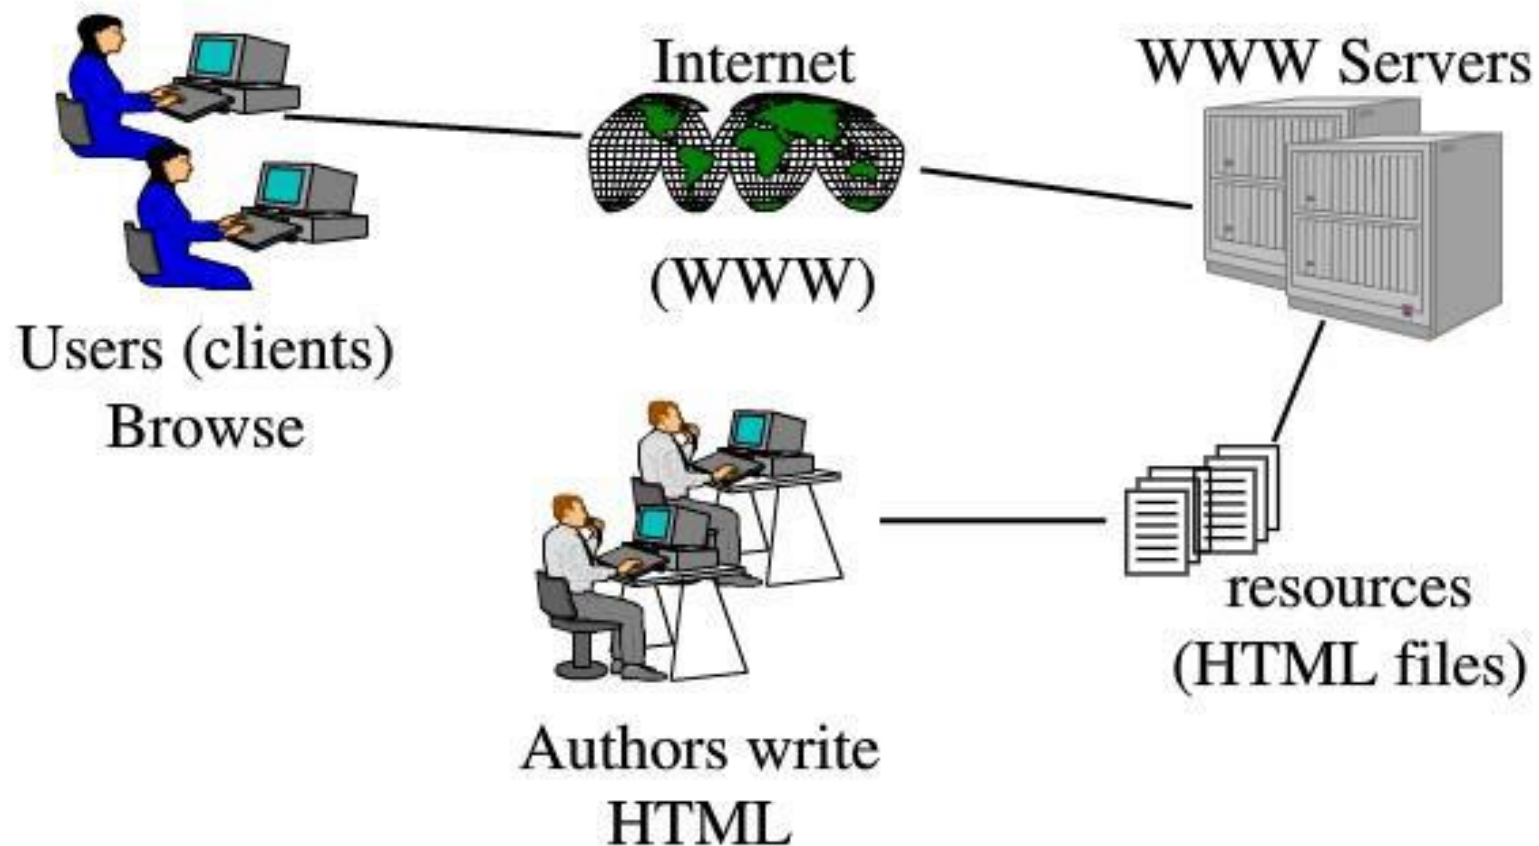 Internet
WWW Servers
(WWW)
Users (clients)
Browse
resources
(HTML files)
Authors write
HTML